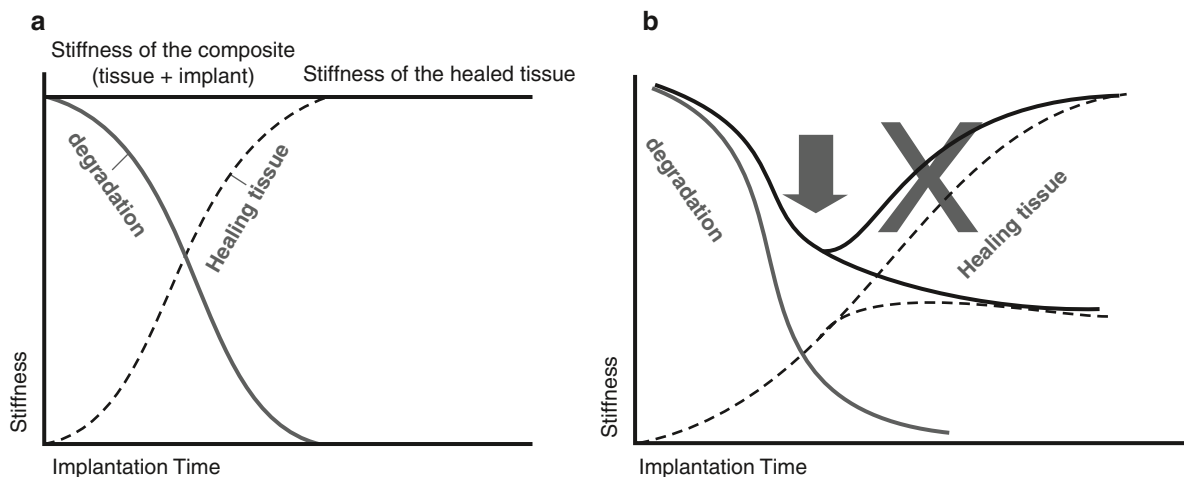 a
Stiffness of the composite
(tissue + implant)
Stiffness of the healed tissue
degradation
Healing tissue
Stiffness
Implantation Time
b
X
degradation
Healing tissue
Stiffness
Implantation Time